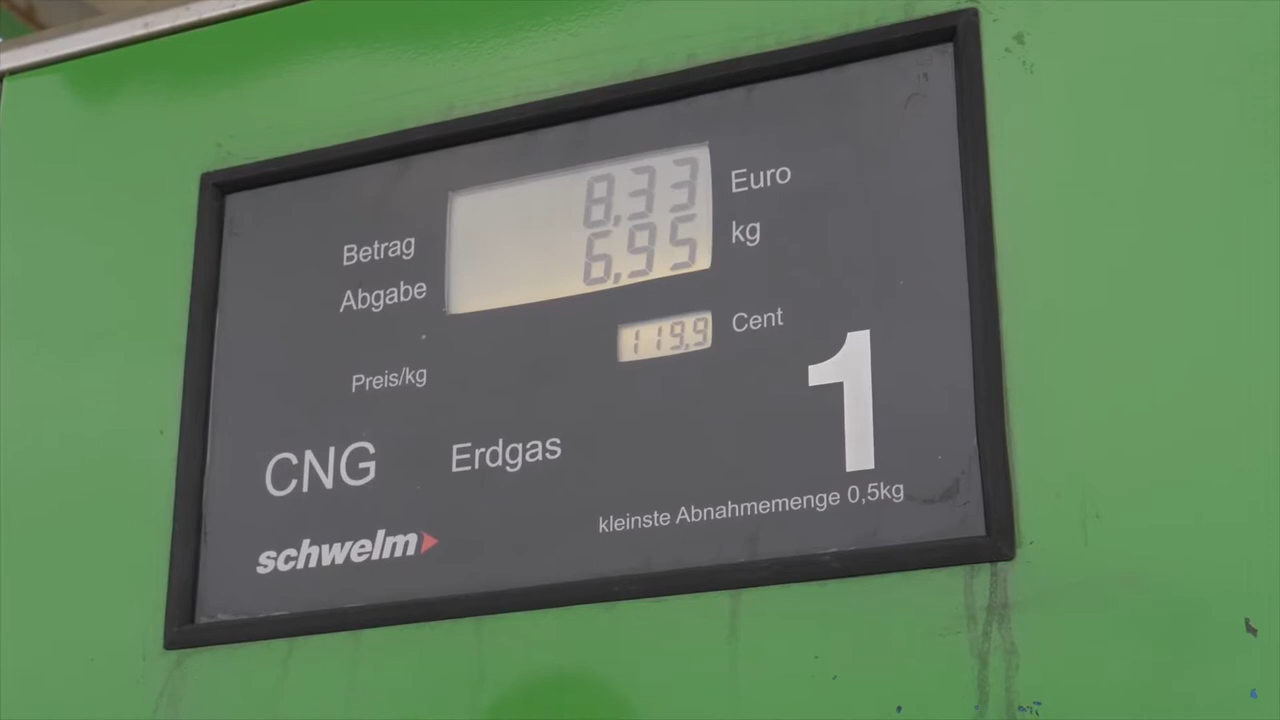 8,33 Euro
Betrag
6,95 kg
Abgabe
119,9 Cent
Preis/kg
1
CNG Erdgas
kleinste Abnahmemenge 0,5kg
schwelm